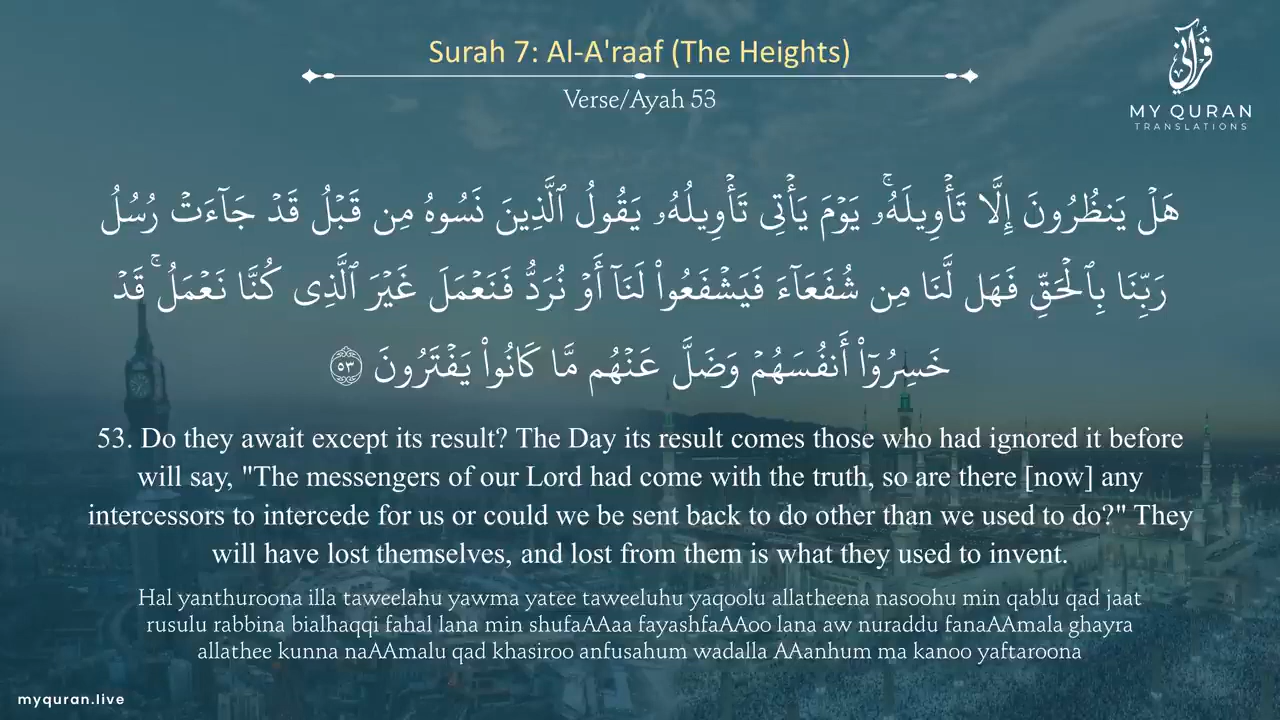 Surah 7: Al-A'raaf (The Heights)
Verse/Ayah 53
قُرْآنِي
MY QURAN
TRANSLATIONS
هَلْ يَنظُرُونَ إِلَّا تَأْوِيلَهُۥ ۚ يَوْمَ يَأْتِى تَأْوِيلُهُۥ يَقُولُ ٱلَّذِينَ نَسُوهُ مِن قَبْلُ قَدْ جَآءَتْ رُسُلُ
رَبِّنَا بِٱلْحَقِّ فَهَل لَّنَا مِن شُفَعَآءَ فَيَشْفَعُوا۟ لَنَآ أَوْ نُرَدُّ فَنَعْمَلَ غَيْرَ ٱلَّذِى كُنَّا نَعْمَلُ ۚ قَدْ
خَسِرُوٓا۟ أَنفُسَهُمْ وَضَلَّ عَنْهُم مَّا كَانُوا۟ يَفْتَرُونَ ٥٣
53. Do they await except its result? The Day its result comes those who had ignored it before
will say, "The messengers of our Lord had come with the truth, so are there [now] any
intercessors to intercede for us or could we be sent back to do other than we used to do?" They
will have lost themselves, and lost from them is what they used to invent.
Hal yanthuroona illa taweelahu yawma yatee taweeluhu yaqoolu allatheena nasoohu min qablu qad jaat
rusulu rabbina bialhaqqi fahal lana min shufaAAaa fayashfaAAoo lana aw nuraddu fanaAAmala ghayra
allathee kunna naAAmalu qad khasiroo anfusahum wadalla AAanhum ma kanoo yaftaroona
myquran.live